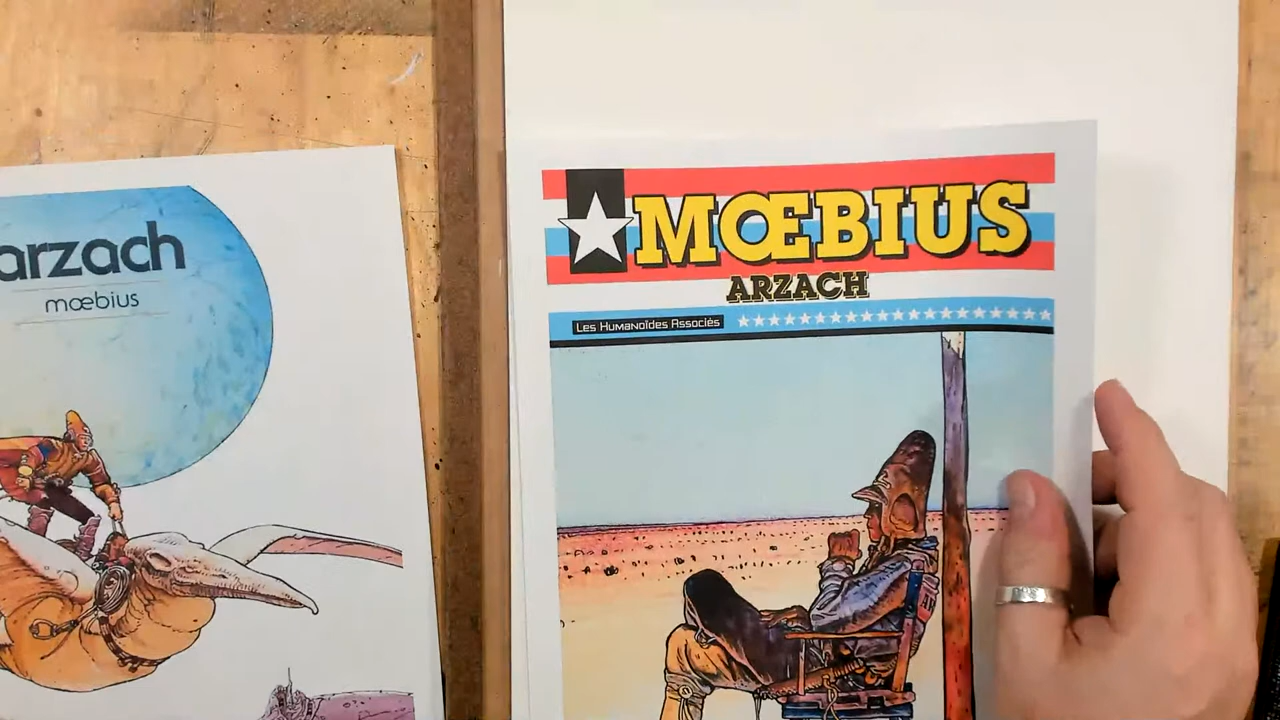 arzach
mœbius
MŒBIUS
ARZACH
Les Humanoïdes Associés